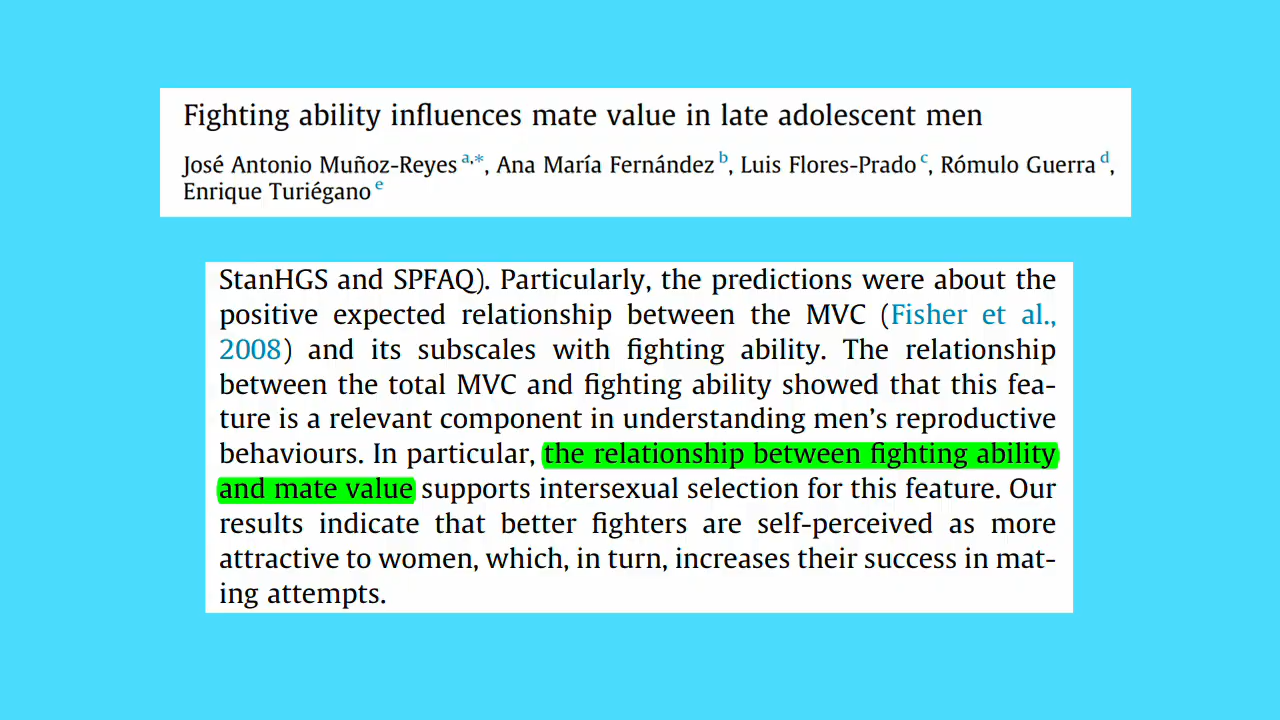 Fighting ability influences mate value in late adolescent men
José Antonio Muñoz-Reyes a,*, Ana María Fernández b, Luis Flores-Prado c, Rómulo Guerra d,
Enrique Turiégano e
StanHGS and SPFAQ). Particularly, the predictions were about the
positive expected relationship between the MVC (Fisher et al.,
2008) and its subscales with fighting ability. The relationship
between the total MVC and fighting ability showed that this fea-
ture is a relevant component in understanding men's reproductive
behaviours. In particular, the relationship between fighting ability
and mate value supports intersexual selection for this feature. Our
results indicate that better fighters are self-perceived as more
attractive to women, which, in turn, increases their success in mat-
ing attempts.